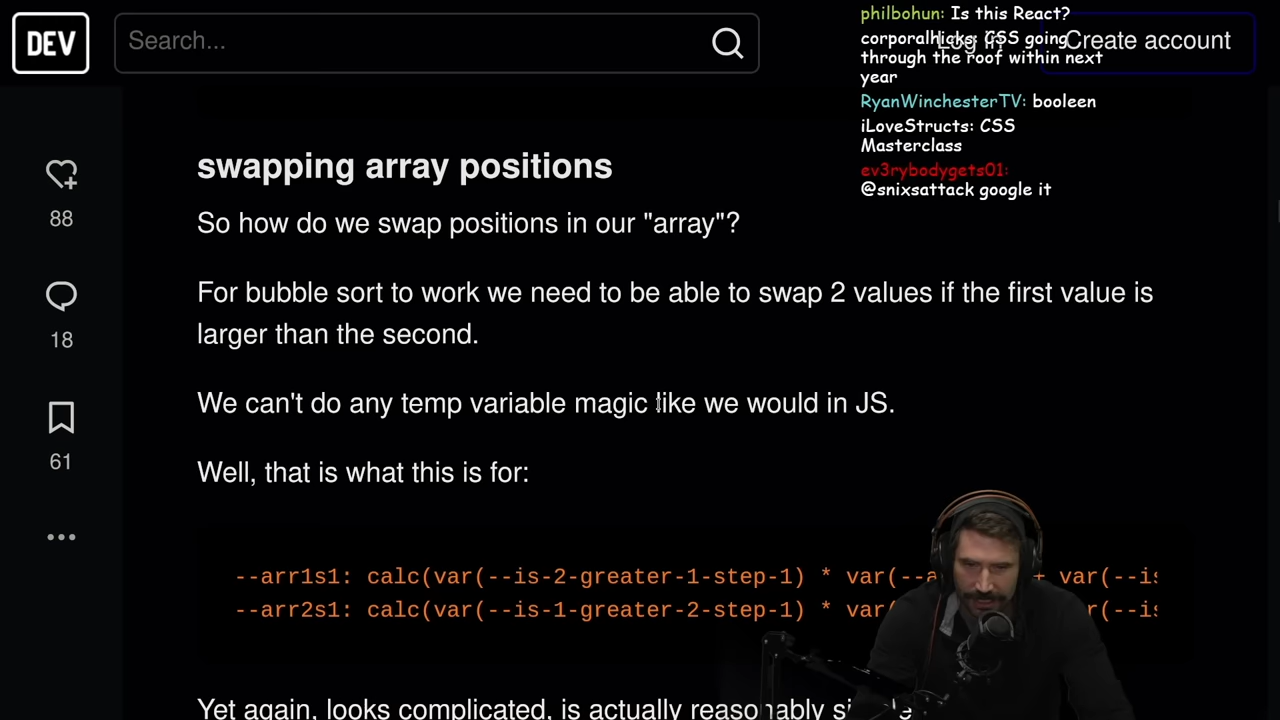 DEV
Search...
Log in
Create account
philbohun: Is this React?
corporalhicks: CSS going
through the roof within next
year
RyanWinchesterTV: booleen
iLoveStructs: CSS
Masterclass
ev3rybodygets01:
@snixsattack google it
88
18
61
swapping array positions
So how do we swap positions in our "array"?
For bubble sort to work we need to be able to swap 2 values if the first value is
larger than the second.
We can't do any temp variable magic like we would in JS.
Well, that is what this is for:
--arr1s1: calc(var(--is-2-greater-1-step-1) * var(--a + var(--is
--arr2s1: calc(var(--is-1-greater-2-step-1) * var( r(--is
Yet again, looks complicated, is actually reasonably